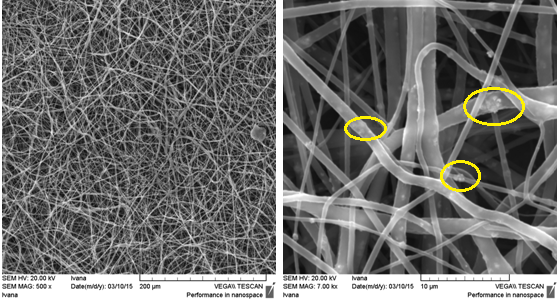 SEM HV: 20.00 kV Ivana
SEM MAG: 500 x Date(m/d/y): 03/10/15 200 µm VEGA\\ TESCAN
Ivana Performance in nanospace
SEM HV: 20.00 kV Ivana
SEM MAG: 7.00 kx Date(m/d/y): 03/10/15 10 µm VEGA\\ TESCAN
Ivana Performance in nanospace